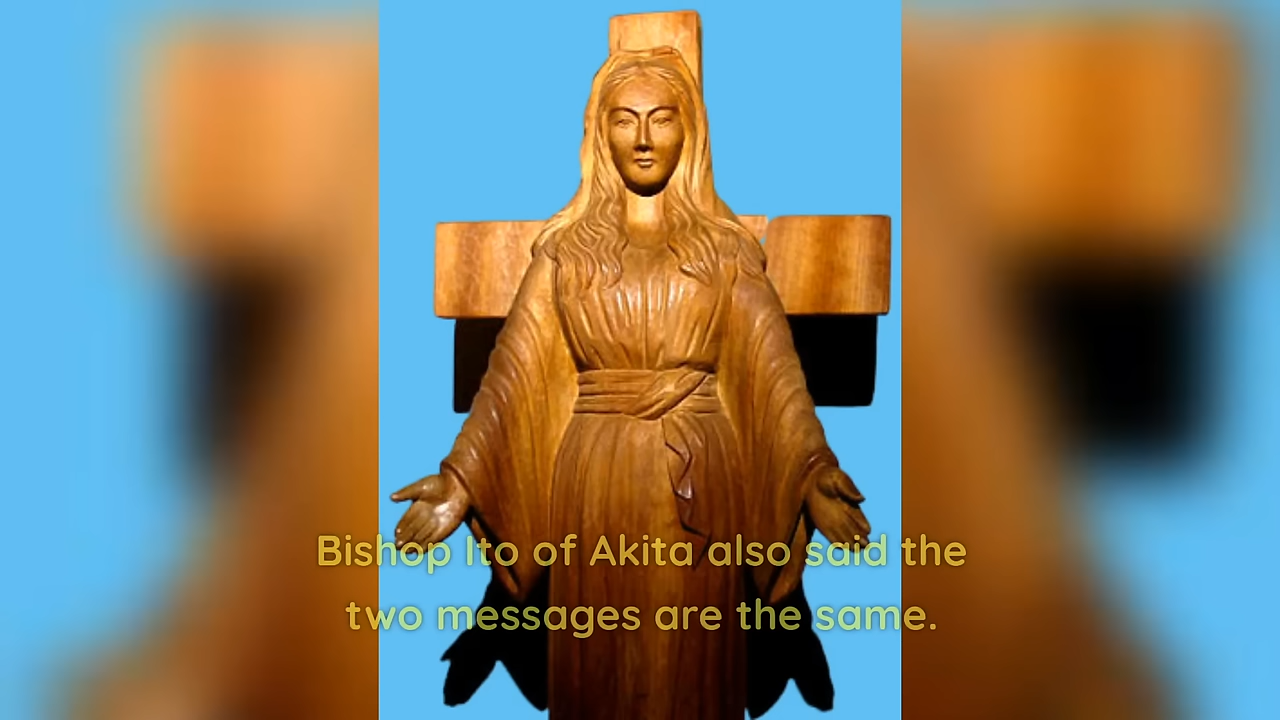 Bishop Ito of Akita also said the
two messages are the same.